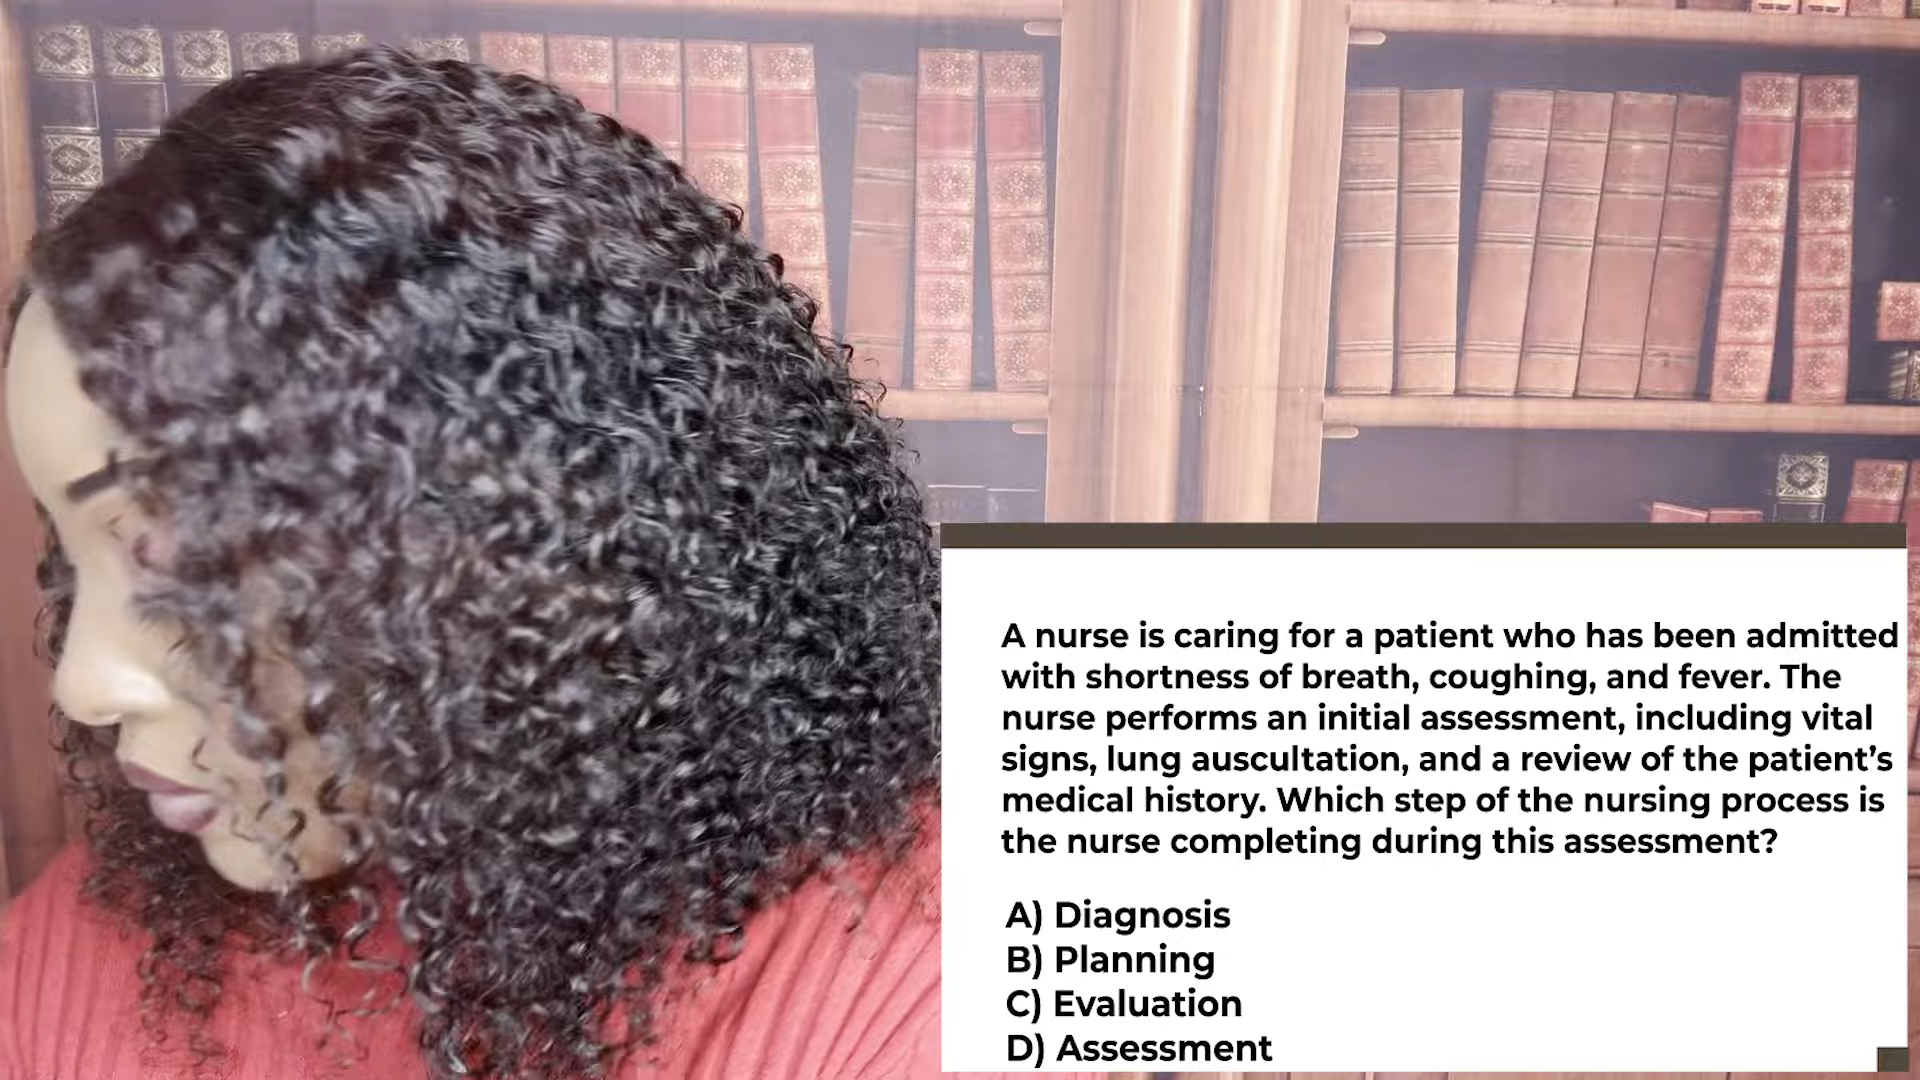 A nurse is caring for a patient who has been admitted
with shortness of breath, coughing, and fever. The
nurse performs an initial assessment, including vital
signs, lung auscultation, and a review of the patient’s
medical history. Which step of the nursing process is
the nurse completing during this assessment?
A) Diagnosis
B) Planning
C) Evaluation
D) Assessment